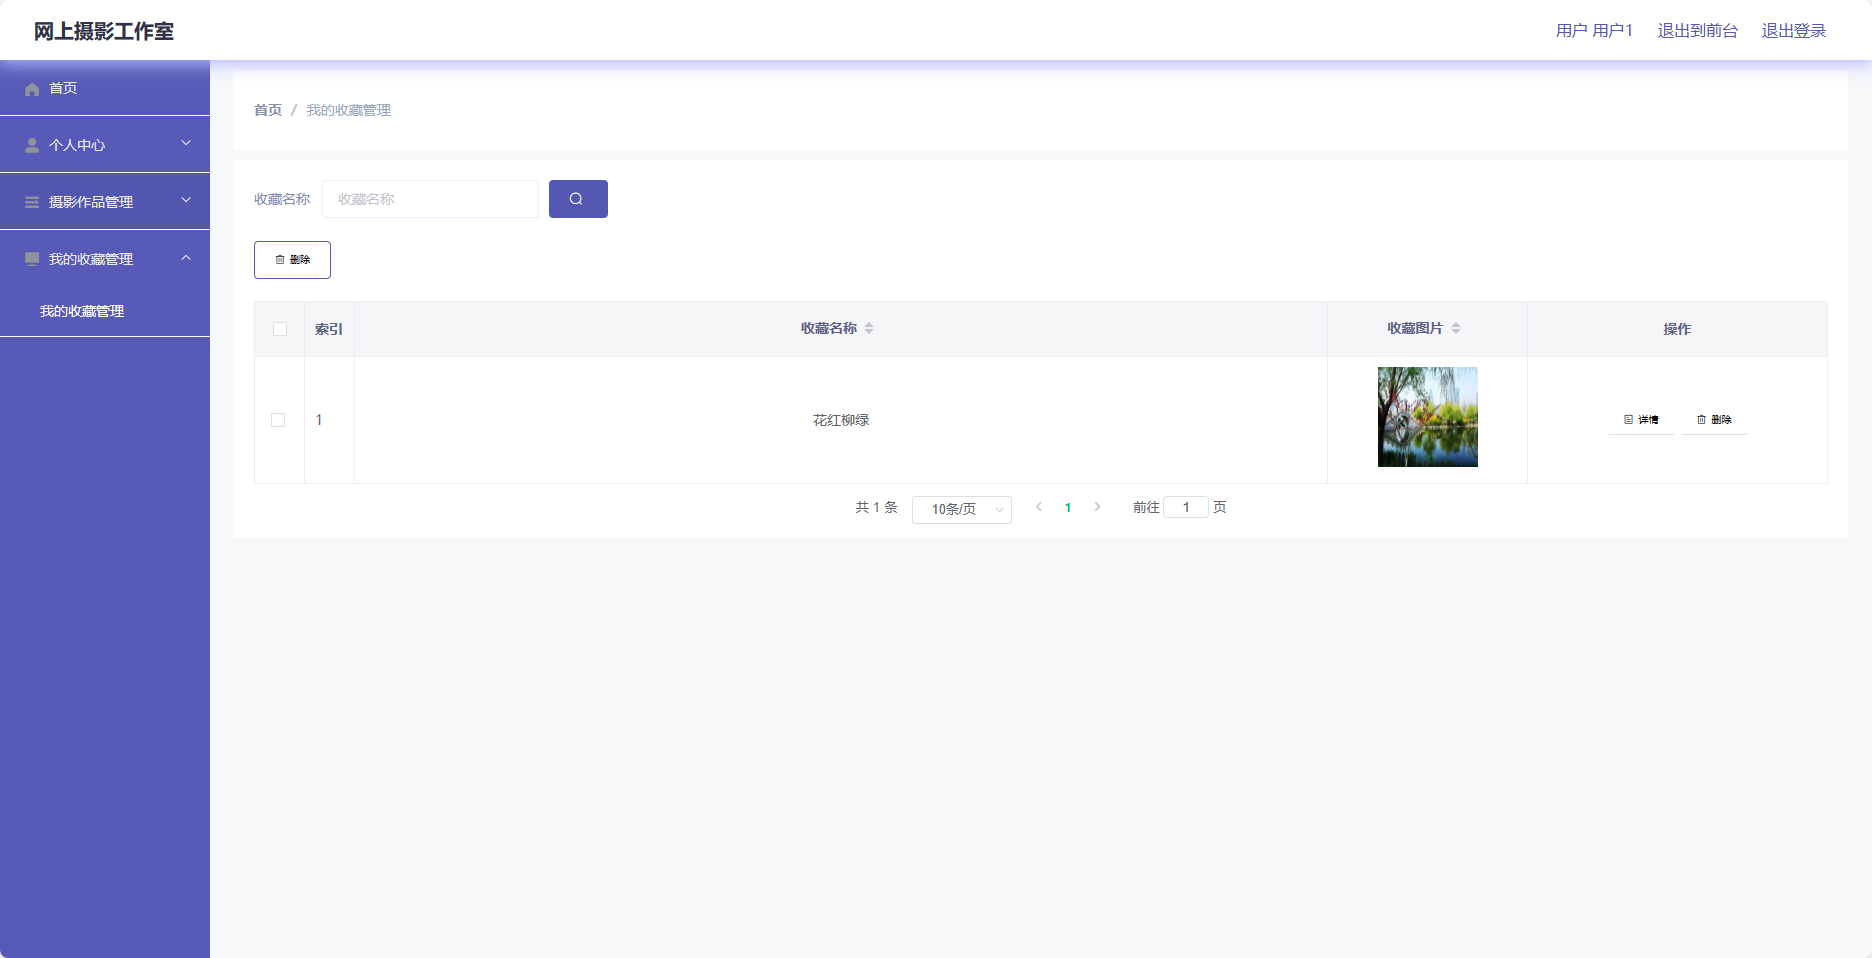 网上摄影工作室
用户 用户1 退出到前台 退出登录
首页
个人中心
摄影作品管理
我的收藏管理
我的收藏管理
首页 / 我的收藏管理
收藏名称 收藏名称
删除
索引 收藏名称 收藏图片 操作
1 花红柳绿 详情 删除
共 1 条 10条/页 1 前往 1 页